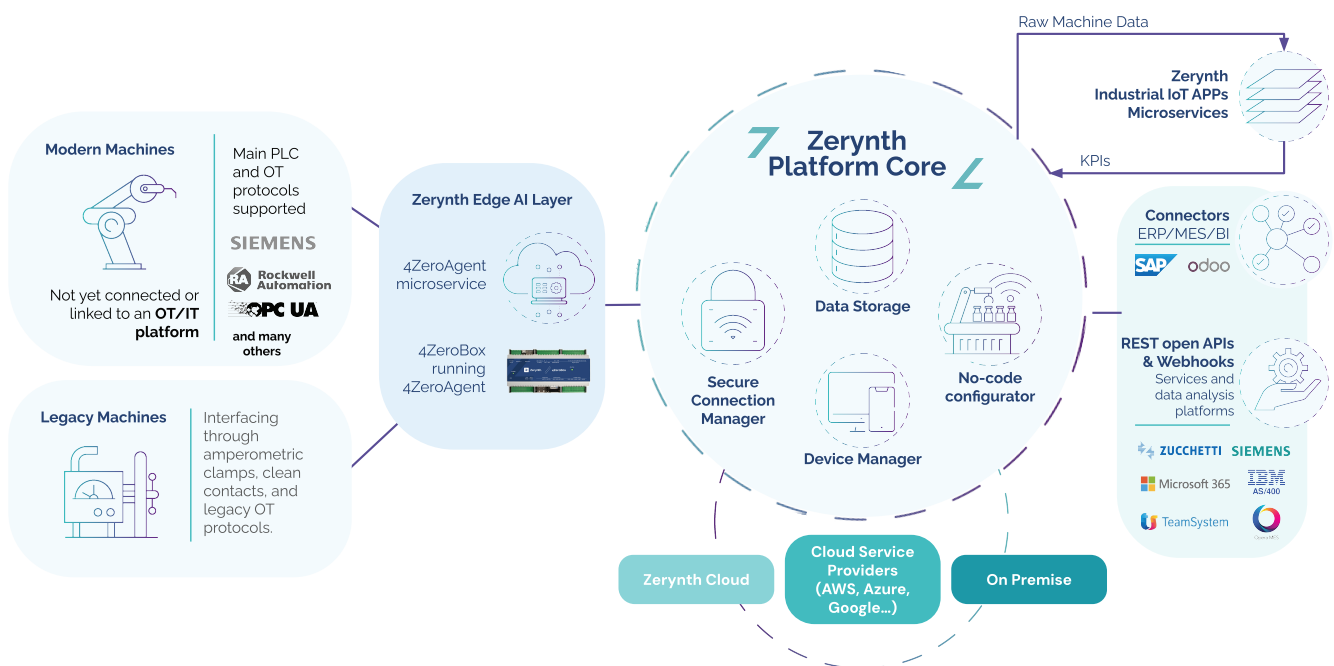 Raw Machine Data
Zerynth
Industrial IoT APPs
Microservices
KPIs
Modern Machines
Not yet connected or
linked to an OT/IT
platform
Main PLC
and OT
protocols
supported
SIEMENS
RA Rockwell
Automation
OPC UA
and many
others
Legacy Machines
Interfacing
through
amperometric
clamps, clean
contacts, and
legacy OT
protocols.
Zerynth Edge AI Layer
4ZeroAgent
microservice
4ZeroBox
running
4ZeroAgent
Zerynth
Platform Core
Data Storage
Secure
Connection
Manager
No-code
configurator
Device Manager
Zerynth Cloud
Cloud Service
Providers
(AWS, Azure,
Google...)
On Premise
Connectors
ERP/MES/BI
SAP
odoo
REST open APIs
& Webhooks
Services and
data analysis
platforms
ZUCCHETTI
SIEMENS
Microsoft 365
IBM
AS/400
TeamSystem